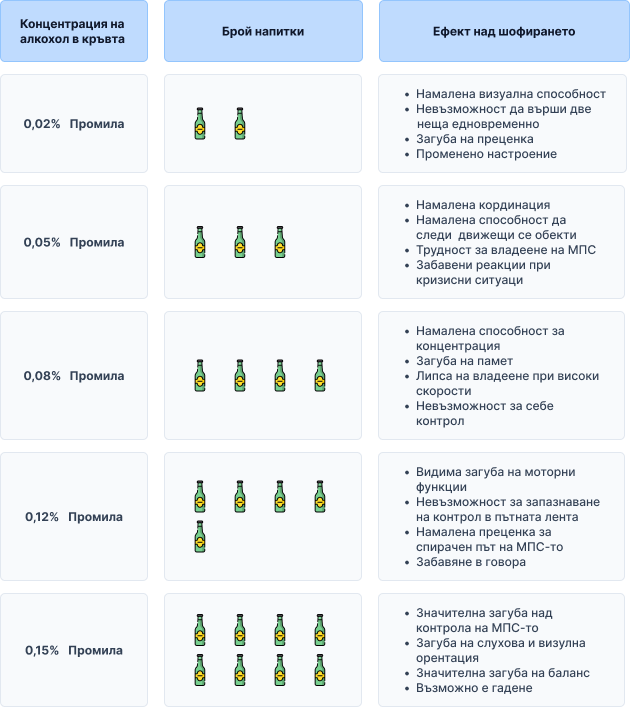 Концентрация на
алкохол в кръвта
Брой напитки
Ефект над шофирането
0,02% Промила
• Намалена визуална способност
• Невъзможност да върши две
неща едновременно
• Загуба на преценка
• Променено настроение
0,05% Промила
• Намалена кординация
• Намалена способност да
следи движещи се обекти
• Трудност за владеене на МПС
• Забавени реакции при
кризисни ситуаци
0,08% Промила
• Намалена способност за
концентрация
• Загуба на памет
• Липса на владеене при високи
скорости
• Невъзможност за себе
контрол
0,12% Промила
• Видима загуба на моторни
функции
• Невъзможност за запазнаване
на контрол в пътната лента
• Намалена преценка за
спирачен път на МПС-то
• Забавяне в говора
0,15% Промила
• Значителна загуба над
контрола на МПС-то
• Загуба на слухова и визулна
орентация
• Значителна загуба на баланс
• Възможно е гадене